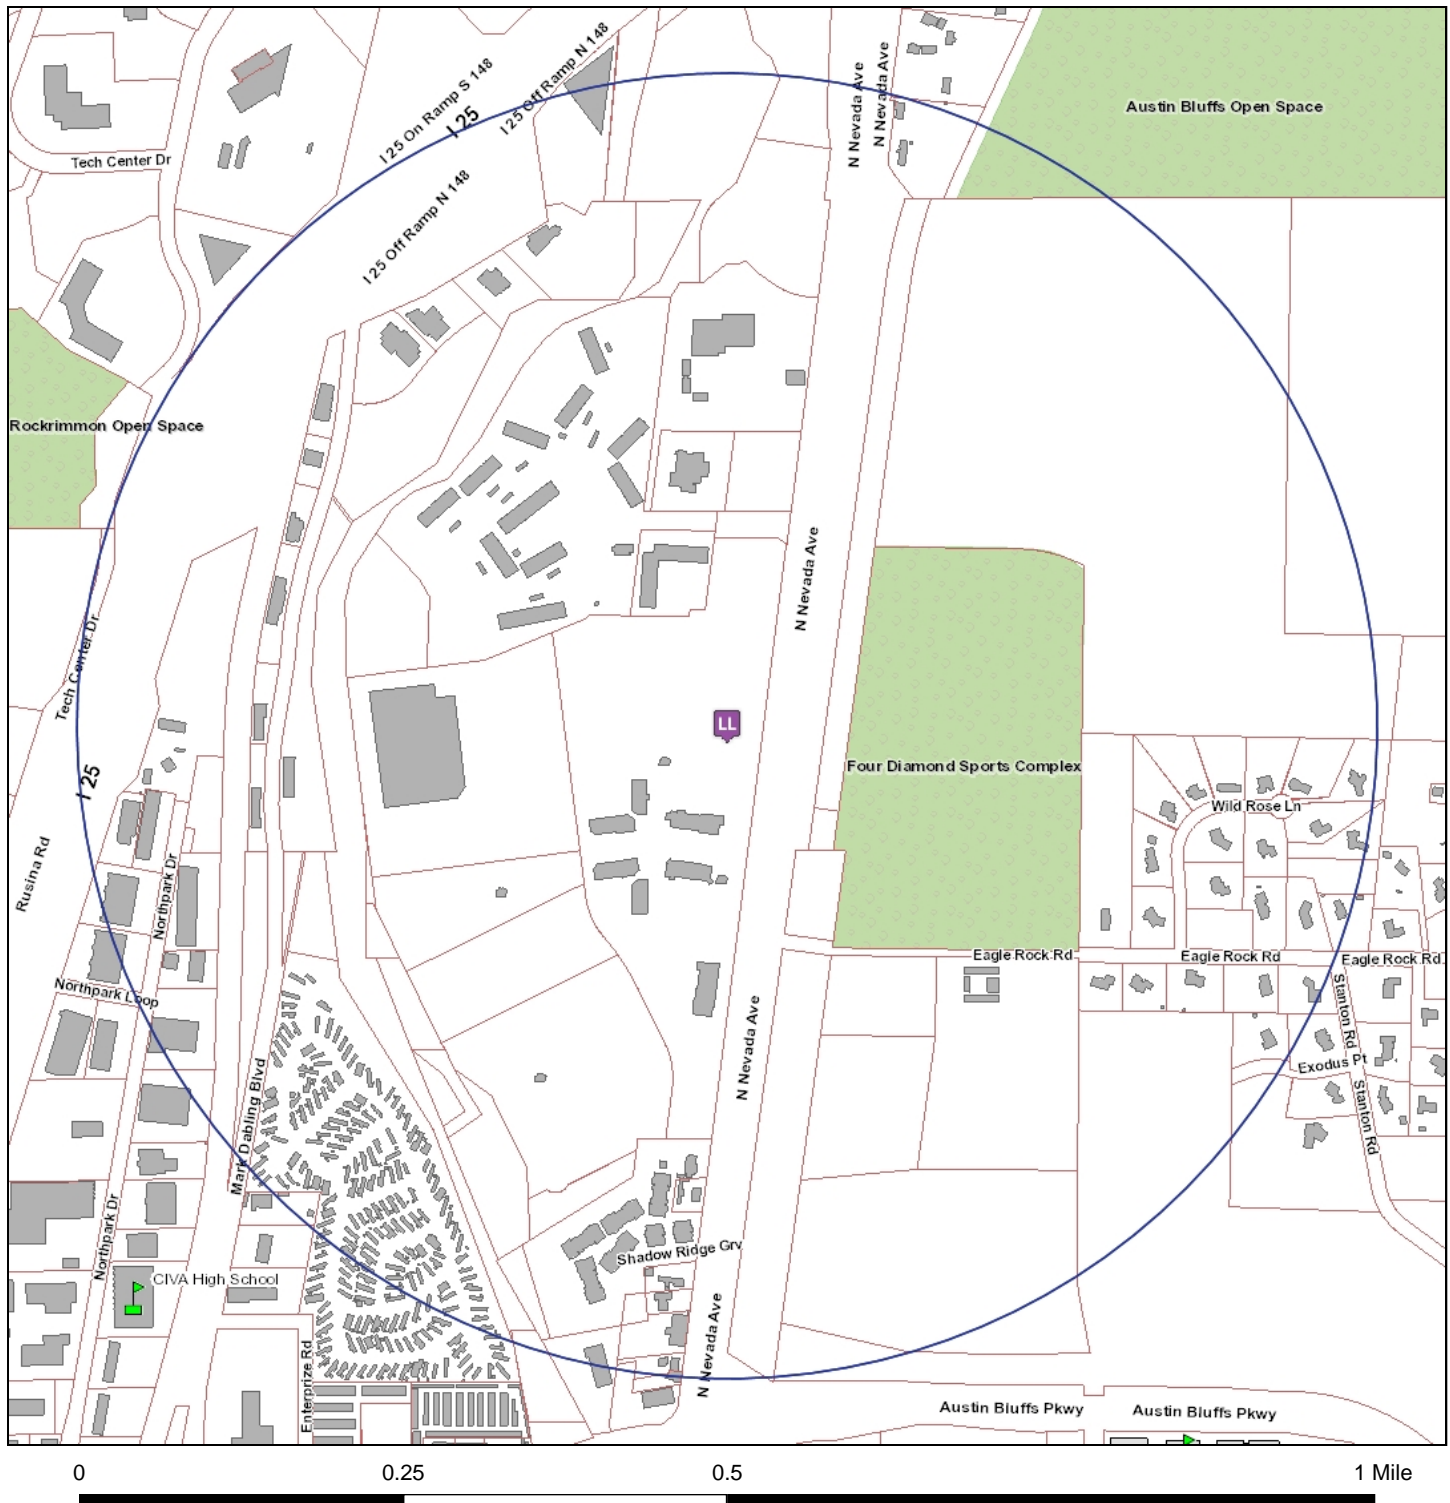 I 25 On Ramp S 148
I 25
I 25 Off Ramp N 148
N Nevada Ave
N Nevada Ave
Austin Bluffs Open Space
Tech Center Dr
I 25 Off Ramp N 148
Rockrimmon Open Space
N Nevada Ave
Tech Center Dr
LL
I 25
Four Diamond Sports Complex
Wild Rose Ln
Rusina Rd
Northpark Dr
Eagle Rock Rd
Eagle Rock Rd
Eagle Rock Rd
Northpark Loop
Stanton Rd
N Nevada Ave
Exodus Pt
Mark Dabling Blvd
Stanton Rd
Northpark Dr
Shadow Ridge Grv
CIVA High School
N Nevada Ave
Enterprize Rd
Austin Bluffs Pkwy
Austin Bluffs Pkwy
0 0.25 0.5 1 Mile